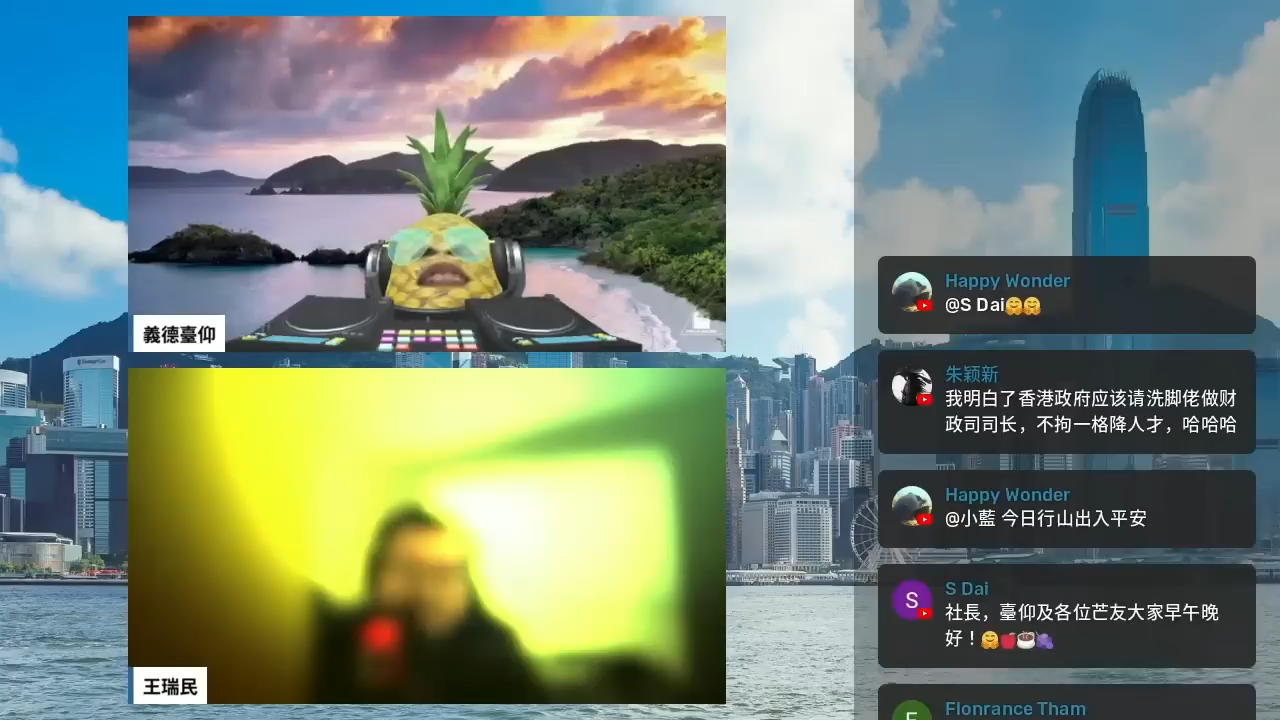 義德臺仰
王瑞民
Happy Wonder
@S Dai🤗🤗
朱颖新
我明白了香港政府应该请洗脚佬做财
政司司长，不拘一格降人才，哈哈哈
Happy Wonder
@小藍 今日行山出入平安
S
S Dai
社長，臺仰及各位芒友大家早午晚
好！🤗🍎☕🍇
F
Flonrance Tham